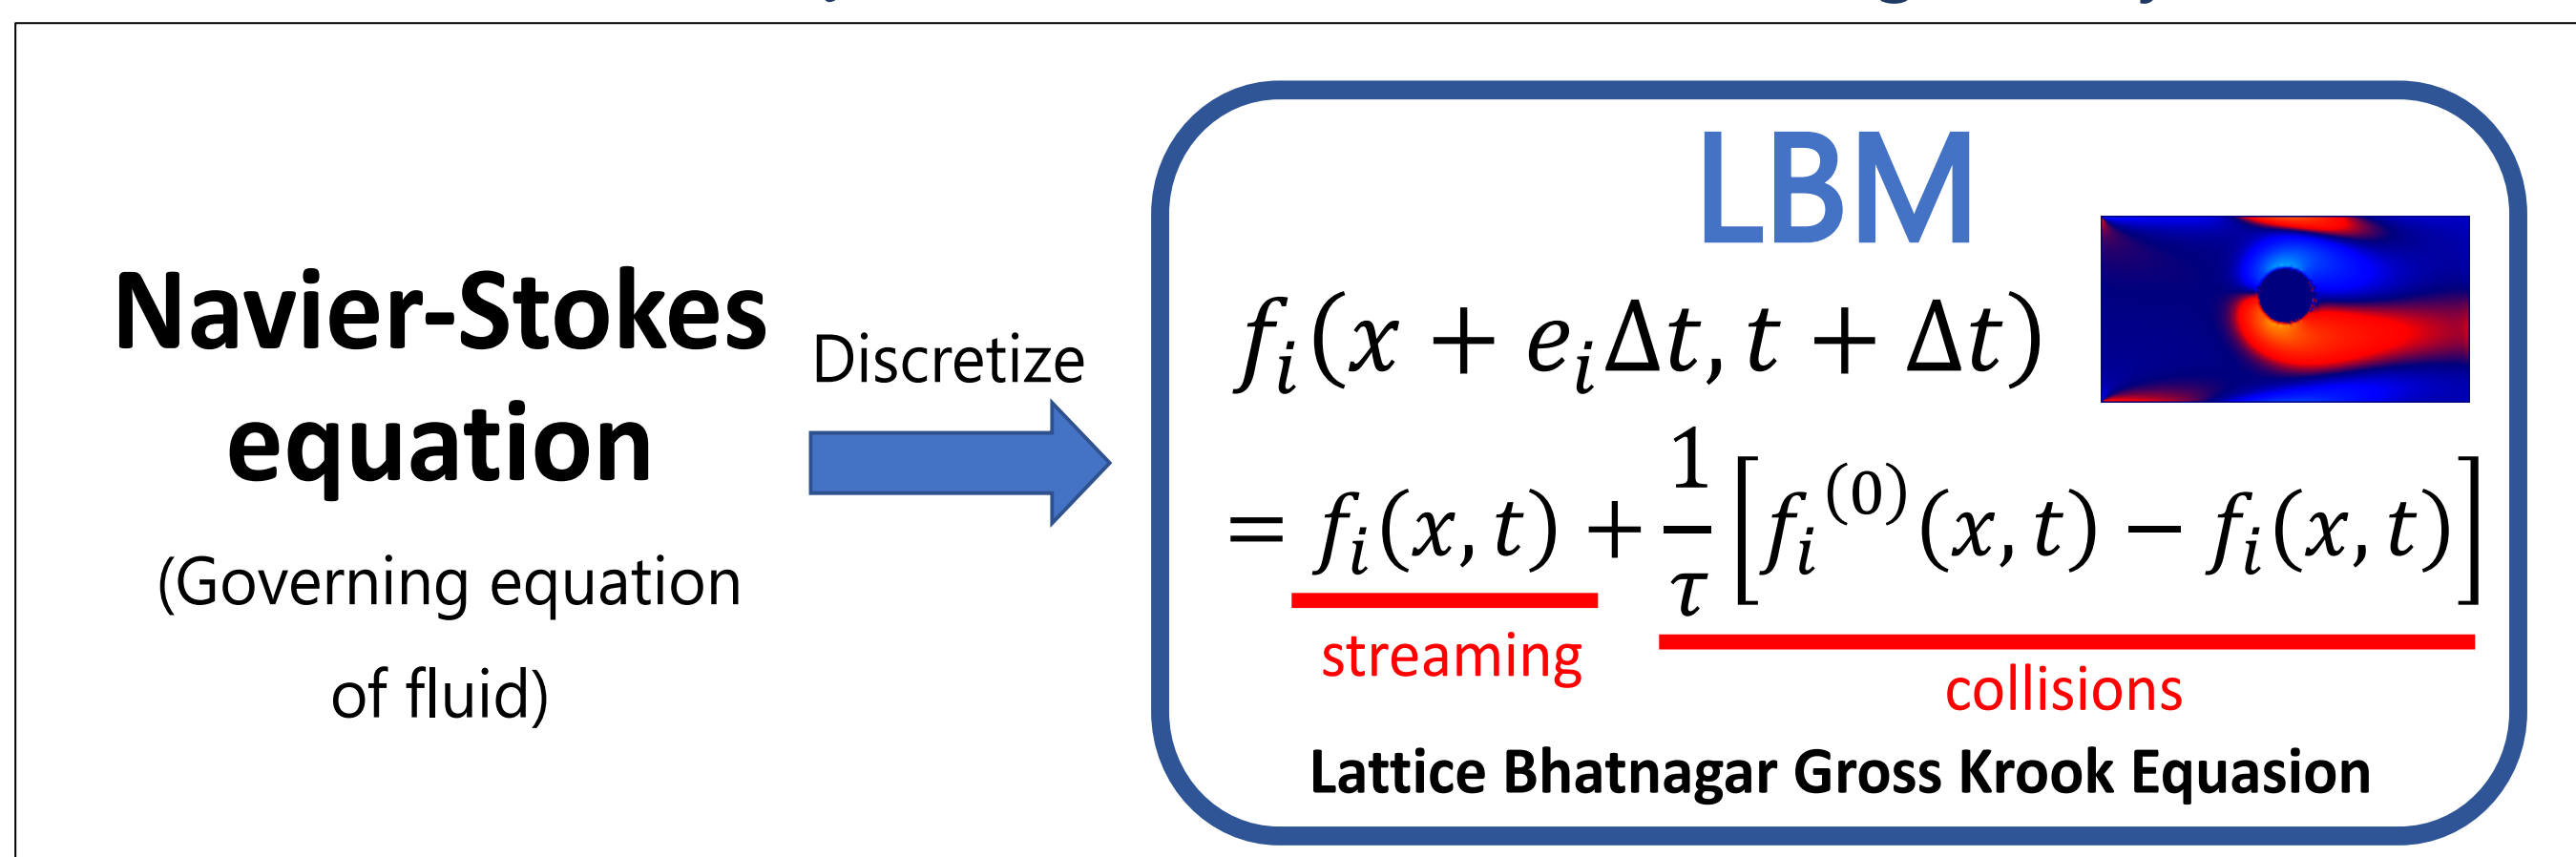 Navier-Stokes
equation
(Governing equation
of fluid)
Discretize
LBM
f_i(x + e_iΔt, t + Δt)
= f_i(x, t) + 1/τ [f_i^(0)(x, t) − f_i(x, t)]
streaming
collisions
Lattice Bhatnagar Gross Krook Equasion